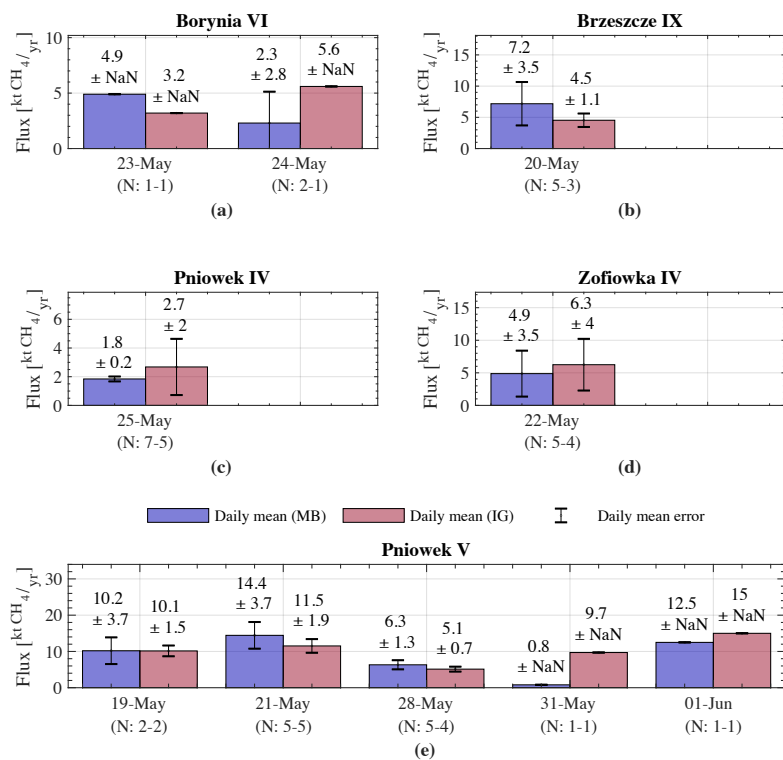 Borynia VI
Flux [kt CH4/yr]
10
5
0
4.9
± NaN
3.2
± NaN
2.3
± 2.8
5.6
± NaN
23-May
(N: 1-1)
24-May
(N: 2-1)
(a)
Brzeszcze IX
Flux [kt CH4/yr]
15
10
5
0
7.2
± 3.5
4.5
± 1.1
20-May
(N: 5-3)
(b)
Pniowek IV
Flux [kt CH4/yr]
6
4
2
0
1.8
± 0.2
2.7
± 2
25-May
(N: 7-5)
(c)
Zofiowka IV
Flux [kt CH4/yr]
15
10
5
0
4.9
± 3.5
6.3
± 4
22-May
(N: 5-4)
(d)
Daily mean (MB)
Daily mean (IG)
Daily mean error
Pniowek V
Flux [kt CH4/yr]
30
20
10
0
10.2
± 3.7
10.1
± 1.5
14.4
± 3.7
11.5
± 1.9
6.3
± 1.3
5.1
± 0.7
0.8
± NaN
9.7
± NaN
12.5
± NaN
15
± NaN
19-May
(N: 2-2)
21-May
(N: 5-5)
28-May
(N: 5-4)
31-May
(N: 1-1)
01-Jun
(N: 1-1)
(e)